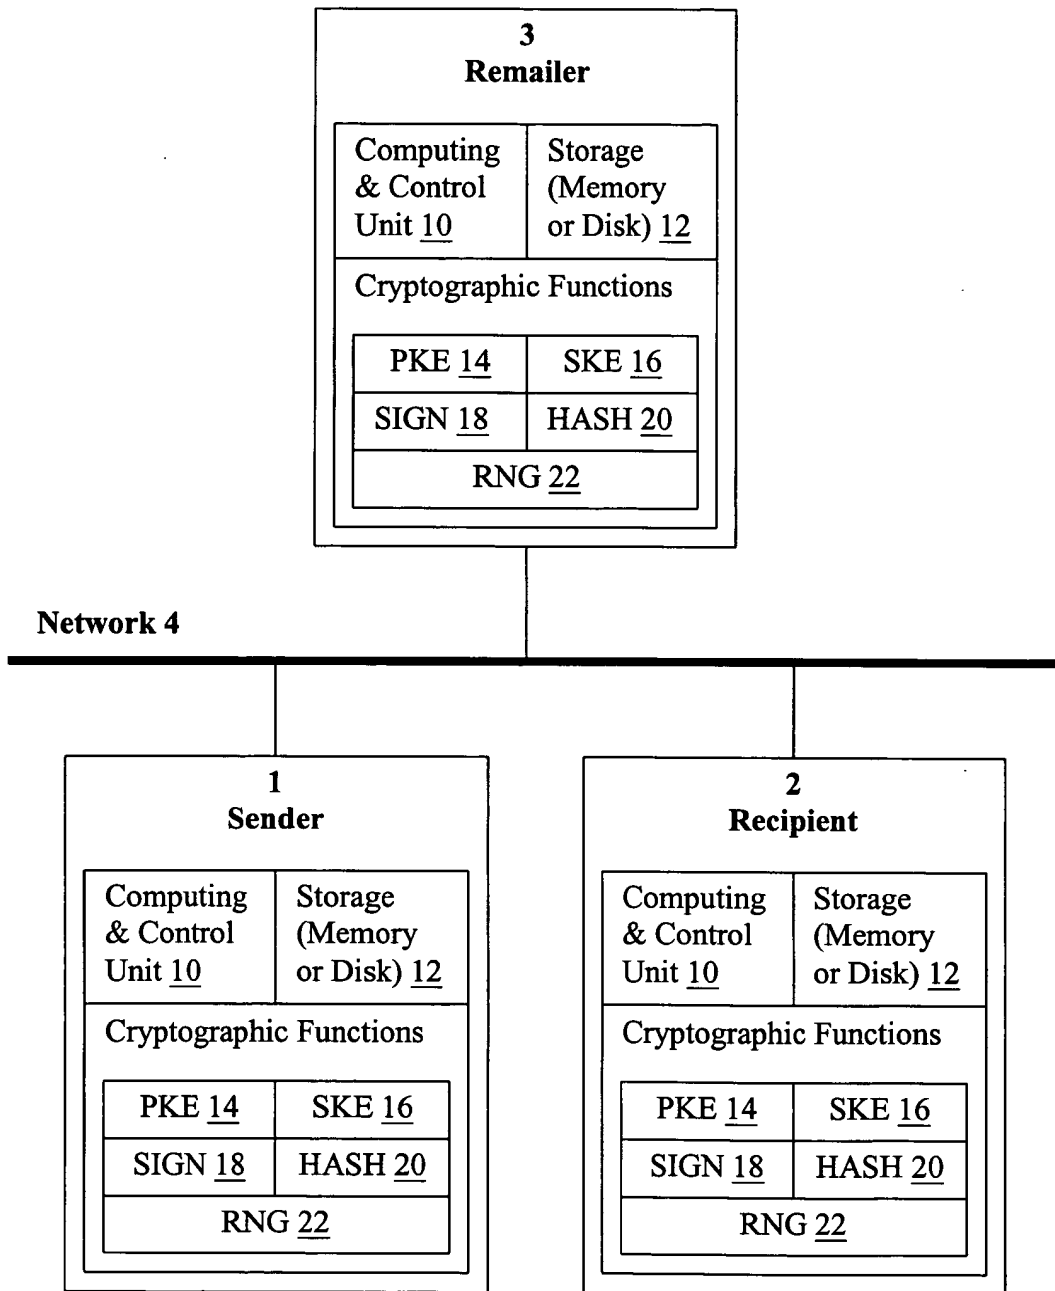 3
Remailer
Computing
& Control
Unit 10
Storage
(Memory
or Disk) 12
Cryptographic Functions
PKE 14
SKE 16
SIGN 18
HASH 20
RNG 22
Network 4
1
Sender
Computing
& Control
Unit 10
Storage
(Memory
or Disk) 12
Cryptographic Functions
PKE 14
SKE 16
SIGN 18
HASH 20
RNG 22
2
Recipient
Computing
& Control
Unit 10
Storage
(Memory
or Disk) 12
Cryptographic Functions
PKE 14
SKE 16
SIGN 18
HASH 20
RNG 22